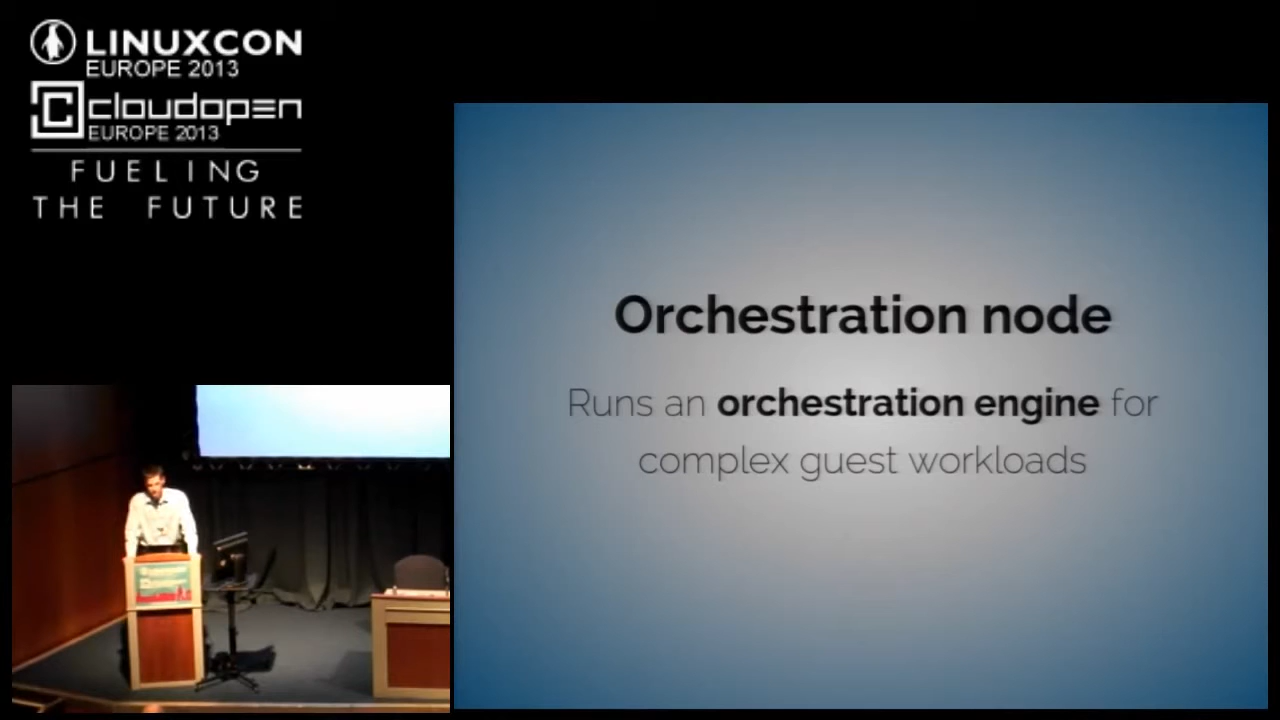 LINUXCON
EUROPE 2013
cloudopen
EUROPE 2013
FUELING
THE FUTURE
Orchestration node
Runs an orchestration engine for
complex guest workloads